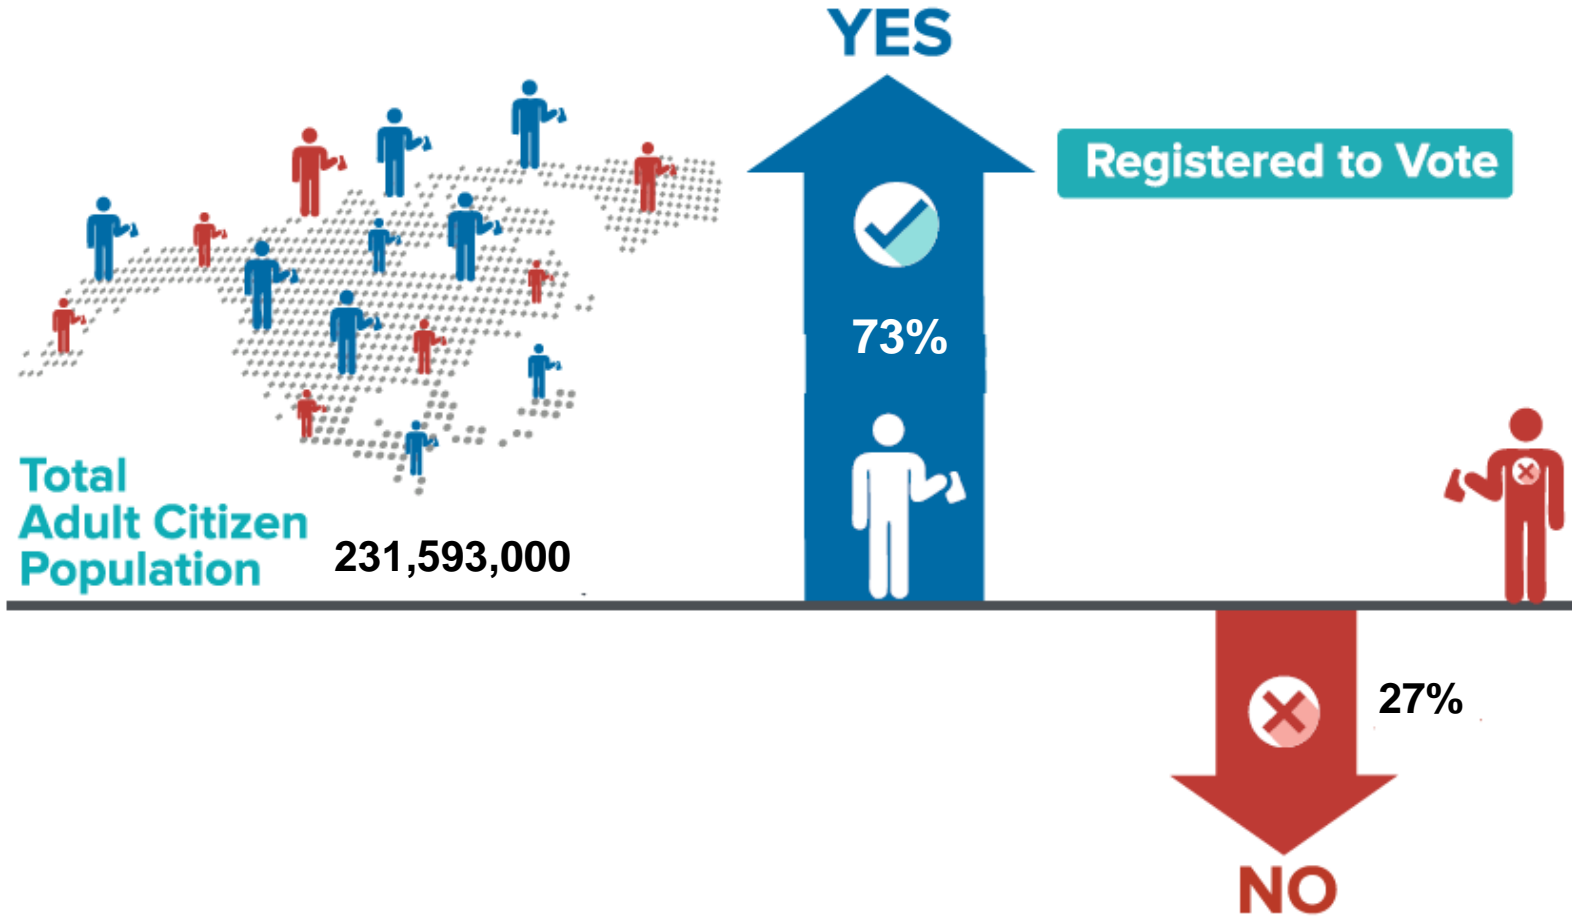 YES
Registered to Vote
73%
Total
Adult Citizen
Population
231,593,000
27%
NO